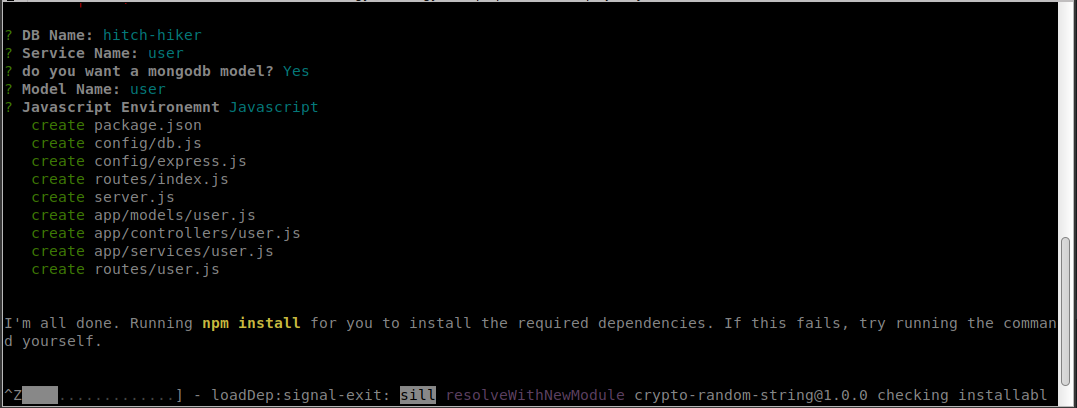 ? DB Name: hitch-hiker
? Service Name: user
? do you want a mongodb model? Yes
? Model Name: user
? Javascript Environemnt Javascript
create package.json
create config/db.js
create config/express.js
create routes/index.js
create server.js
create app/models/user.js
create app/controllers/user.js
create app/services/user.js
create routes/user.js
I'm all done. Running npm install for you to install the required dependencies. If this fails, try running the comman
d yourself.
^Z.............] - loadDep:signal-exit: sill resolveWithNewModule crypto-random-string@1.0.0 checking installabl